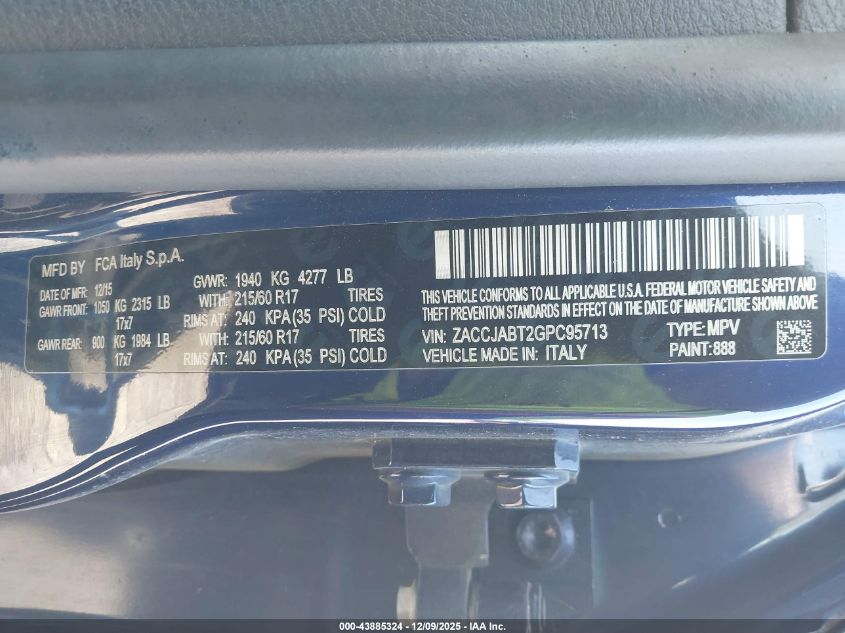 MFD BY FCA Italy S.p.A.
DATE OF MFR: 12/15 GVWR: 1940 KG 4277 LB
GAWR FRONT: 1050 KG 2315 LB WITH: 215/60 R17 TIRES
17x7 RIMS AT: 240 KPA (35 PSI) COLD
GAWR REAR: 900 KG 1984 LB WITH: 215/60 R17 TIRES
17x7 RIMS AT: 240 KPA (35 PSI) COLD
THIS VEHICLE CONFORMS TO ALL APPLICABLE U.S.A. FEDERAL MOTOR VEHICLE SAFETY
AND THEFT PREVENTION STANDARDS IN EFFECT ON THE DATE OF MANUFACTURE SHOWN ABOVE.
VIN: ZACCJABT2GPC95713 TYPE: MPV
VEHICLE MADE IN: ITALY PAINT: 888
000-43885324 - 12/09/2025 - IAA Inc.